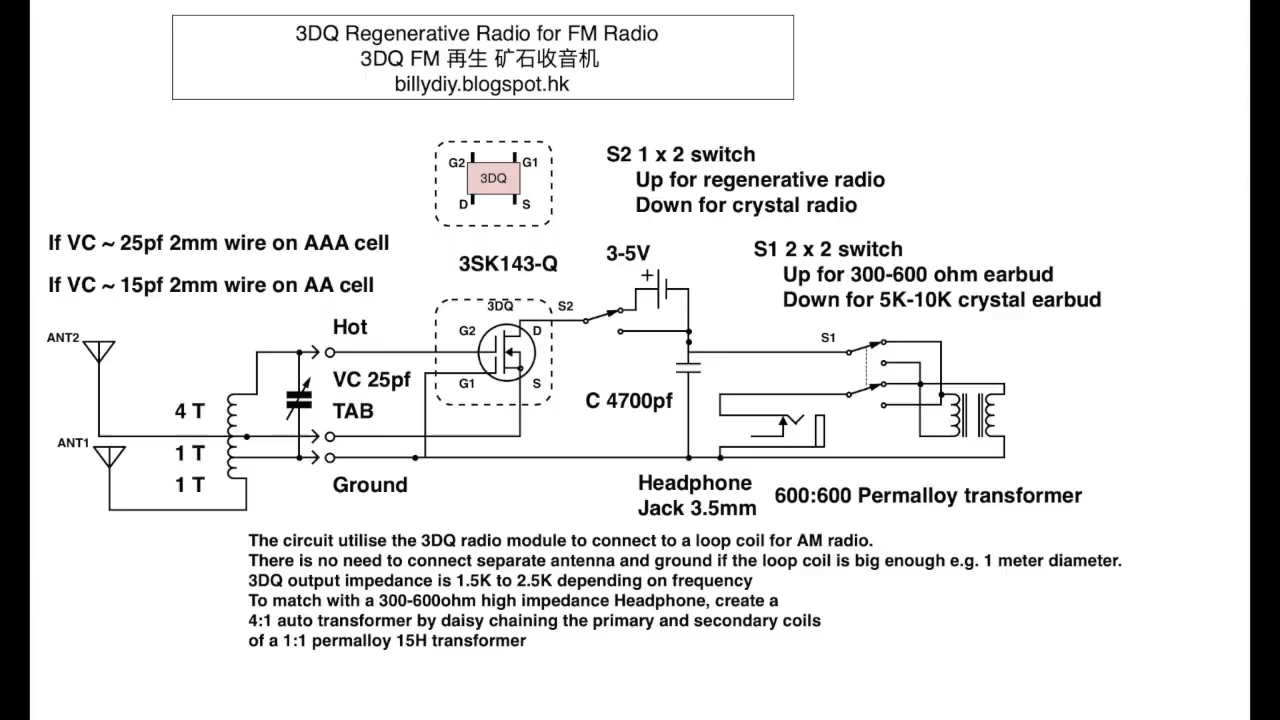 3DQ Regenerative Radio for FM Radio
3DQ FM 再生 矿石收音机
billydiy.blogspot.hk
G2 G1
3DQ
D S
S2 1 x 2 switch
Up for regenerative radio
Down for crystal radio
If VC ~ 25pf 2mm wire on AAA cell
If VC ~ 15pf 2mm wire on AA cell
3SK143-Q
3-5V
+
S1 2 x 2 switch
Up for 300-600 ohm earbud
Down for 5K-10K crystal earbud
3DQ
S2
G2 D
G1 S
Hot
ANT2
S1
VC 25pf
TAB
4 T
C 4700pf
ANT1
1 T
1 T
Ground
Headphone
Jack 3.5mm
600:600 Permalloy transformer
The circuit utilise the 3DQ radio module to connect to a loop coil for AM radio.
There is no need to connect separate antenna and ground if the loop coil is big enough e.g. 1 meter diameter.
3DQ output impedance is 1.5K to 2.5K depending on frequency
To match with a 300-600ohm high impedance Headphone, create a
4:1 auto transformer by daisy chaining the primary and secondary coils
of a 1:1 permalloy 15H transformer